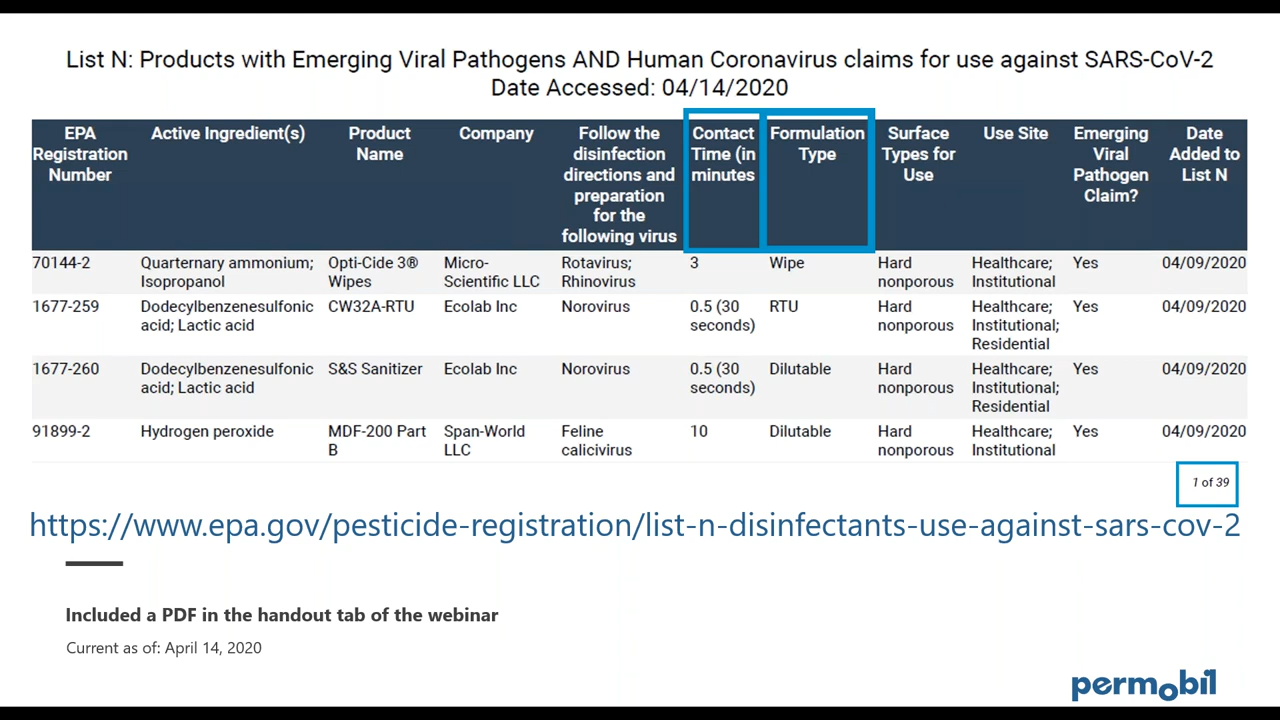 List N: Products with Emerging Viral Pathogens AND Human Coronavirus claims for use against SARS-CoV-2
Date Accessed: 04/14/2020
EPA Registration Number
Active Ingredient(s)
Product Name
Company
Follow the disinfection directions and preparation for the following virus
Contact Time (in minutes
Formulation Type
Surface Types for Use
Use Site
Emerging Viral Pathogen Claim?
Date Added to List N
70144-2 Quarternary ammonium; Isopropanol Opti-Cide 3® Wipes Micro-Scientific LLC Rotavirus; Rhinovirus 3 Wipe Hard nonporous Healthcare; Institutional Yes 04/09/2020
1677-259 Dodecylbenzenesulfonic acid; Lactic acid CW32A-RTU Ecolab Inc Norovirus 0.5 (30 seconds) RTU Hard nonporous Healthcare; Institutional; Residential Yes 04/09/2020
1677-260 Dodecylbenzenesulfonic acid; Lactic acid S&S Sanitizer Ecolab Inc Norovirus 0.5 (30 seconds) Dilutable Hard nonporous Healthcare; Institutional; Residential Yes 04/09/2020
91899-2 Hydrogen peroxide MDF-200 Part B Span-World LLC Feline calicivirus 10 Dilutable Hard nonporous Healthcare; Institutional Yes 04/09/2020
1 of 39
https://www.epa.gov/pesticide-registration/list-n-disinfectants-use-against-sars-cov-2
Included a PDF in the handout tab of the webinar
Current as of: April 14, 2020
permobil